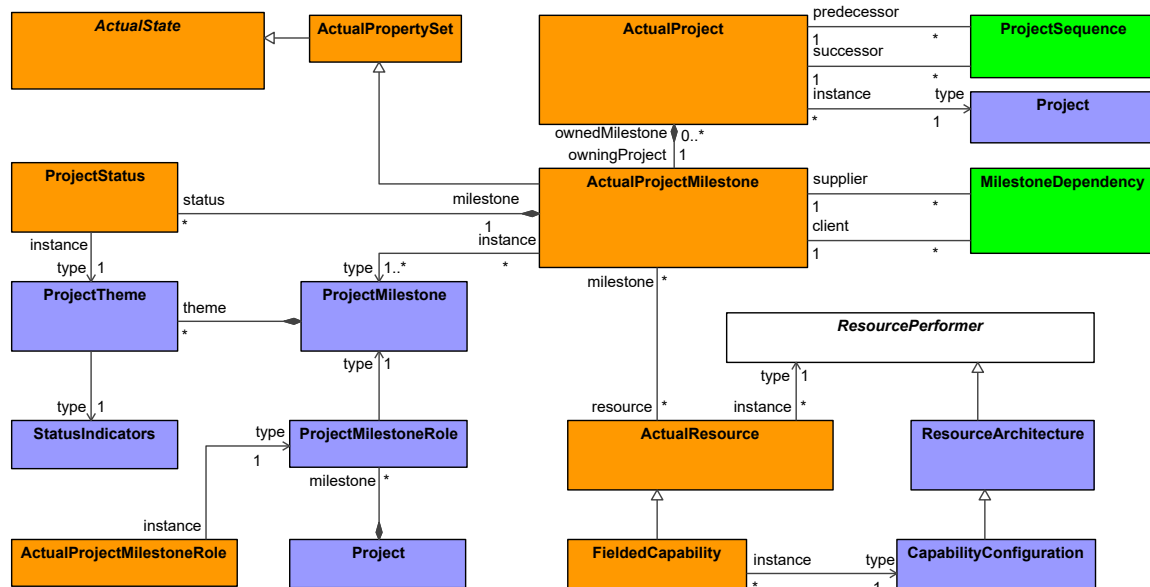 ActualState
ActualPropertySet
ActualProject
predecessor
1
*
successor
1
*
ProjectSequence
instance
*
type
1
Project
ownedMilestone
0..*
owningProject
1
ProjectStatus
status
*
milestone
1
ActualProjectMilestone
supplier
1
*
client
1
*
MilestoneDependency
instance
type
1
instance
*
type
1..*
ProjectTheme
theme
*
ProjectMilestone
milestone
*
ResourcePerformer
type
1
type
1
type
1
resource
*
instance
*
StatusIndicators
type
1
ProjectMilestoneRole
ActualResource
ResourceArchitecture
milestone
*
instance
ActualProjectMilestoneRole
Project
FieldedCapability
instance
*
type
1
CapabilityConfiguration